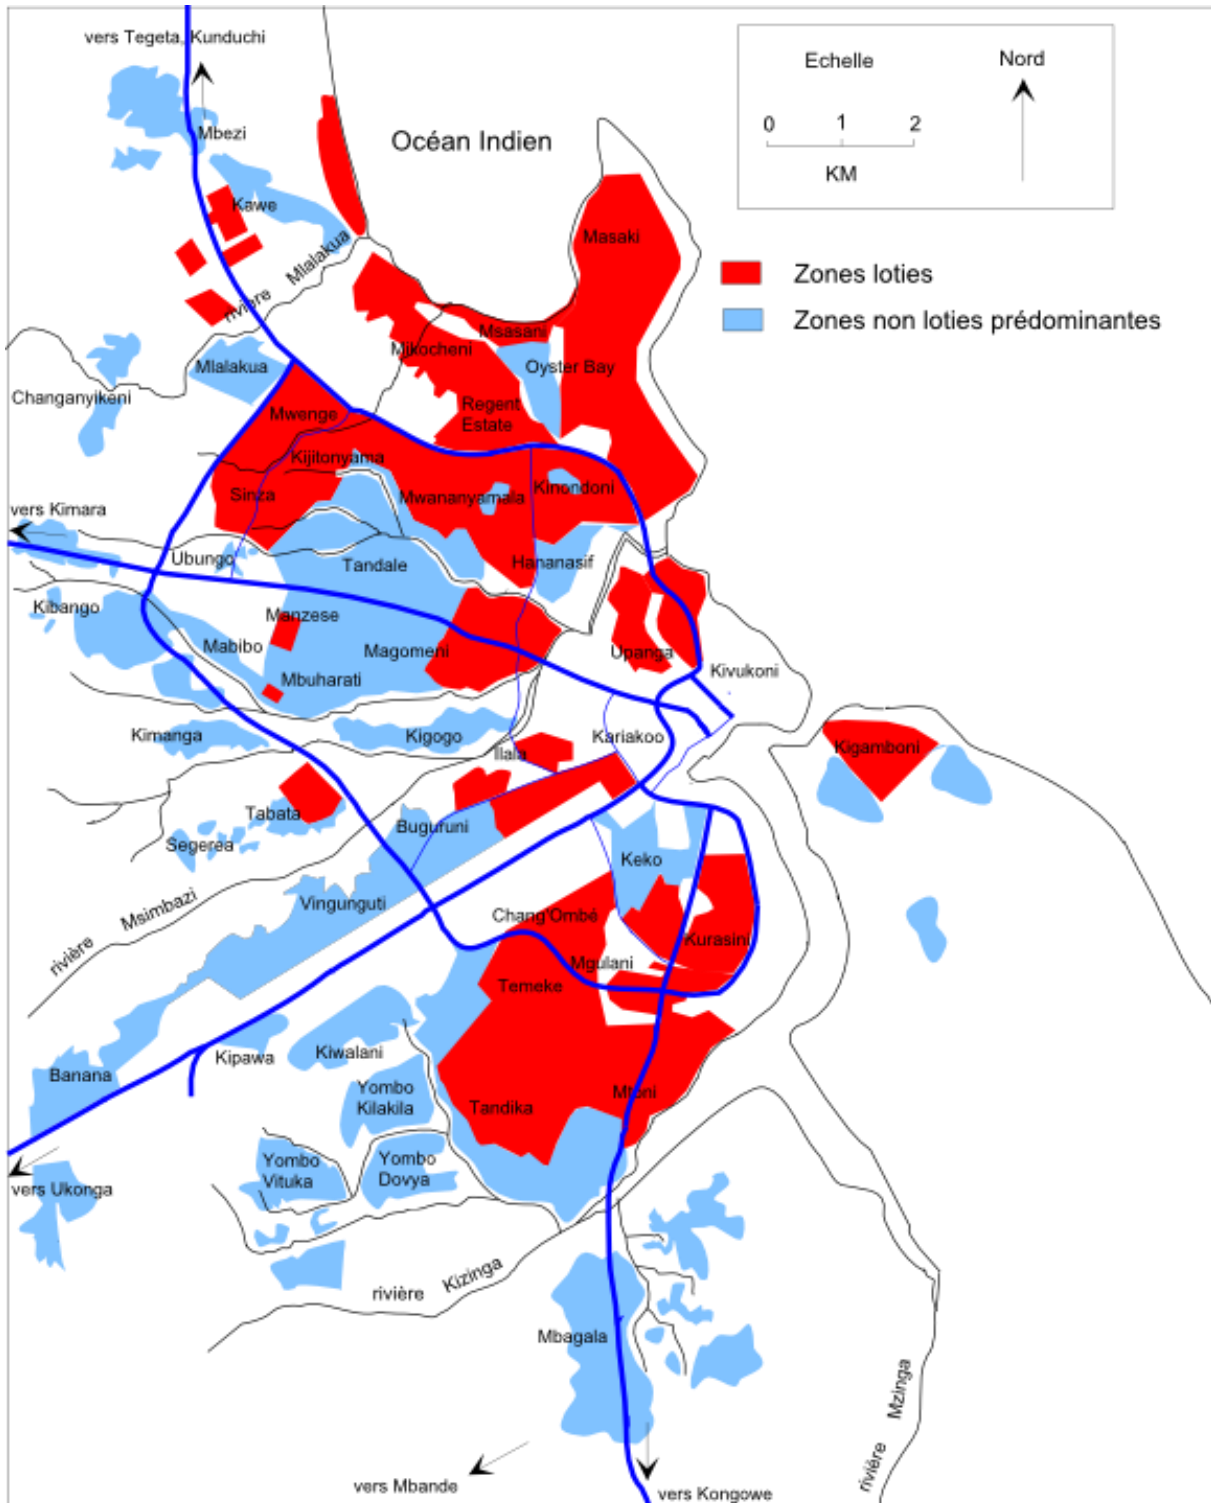 vers Tegeta, Kunduchi
Echelle
Nord
0 1 2
KM
Mbezi
Océan Indien
Kawe
Masaki
rivière Mlalakua
Zones loties
Zones non loties prédominantes
Msasani
Mikocheni
Mlalakua
Oyster Bay
Changanyikeni
Mwenge
Regent
Estate
Kijitonyama
Sinza
Mwananyamala
Kinondoni
vers Kimara
Ubungo
Tandale
Hananasif
Kibango
Manzese
Mabibo
Magomeni
Upanga
Mbuharati
Kivukoni
Kimanga
Kigogo
Kariakoo
Ilala
Kigamboni
Tabata
Buguruni
Segerea
Keko
Vingunguti
rivière Msimbazi
Chang'Ombé
Kurasini
Mgulani
Temeke
Kipawa
Kiwalani
Banana
Yombo
Kilakila
Mtoni
Tandika
Yombo
Vituka
Yombo
Dovya
vers Ukonga
rivière Kizinga
Mbagala
rivière Mzinga
vers Mbande
vers Kongowe